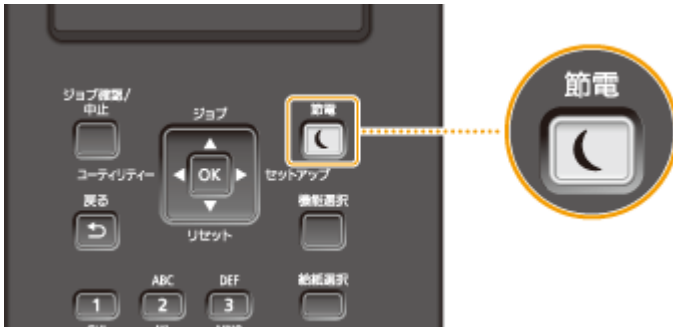 ジョブ確認/
中止
ジョブ
節電
節電
コーティリティー
OK
セットアップ
戻る
機能選択
リセット
ABC
DEF
給紙選択
1
2
3